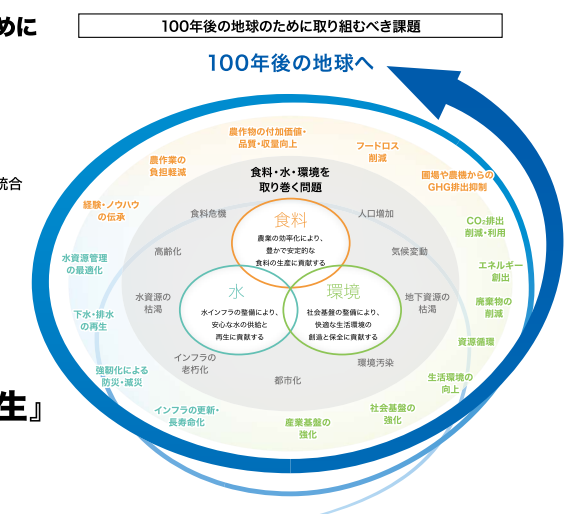 めに
100年後の地球のために取り組むべき課題
100年後の地球へ
統合
生』
農作物の付加価値・
品質・収量向上
フードロス
削減
農作業の
負担軽減
圃場や農機からの
GHG排出抑制
経験・ノウハウ
の伝承
CO₂排出
削減・利用
水資源管理
の最適化
エネルギー
創出
下水・排水
の再生
廃棄物の
削減
資源循環
強靭化による
防災・減災
生活環境の
向上
インフラの更新・
長寿命化
産業基盤の
強化
社会基盤の
強化
食料・水・環境を
取り巻く問題
食料危機
人口増加
高齢化
気候変動
水資源の
枯渇
地下資源の
枯渇
インフラの
老朽化
環境汚染
都市化
食料
農業の効率化により、
豊かで安定的な
食料の生産に貢献する
水
水インフラの整備により、
安心な水の供給と
再生に貢献する
環境
社会基盤の整備により、
快適な生活環境の
創造と保全に貢献する